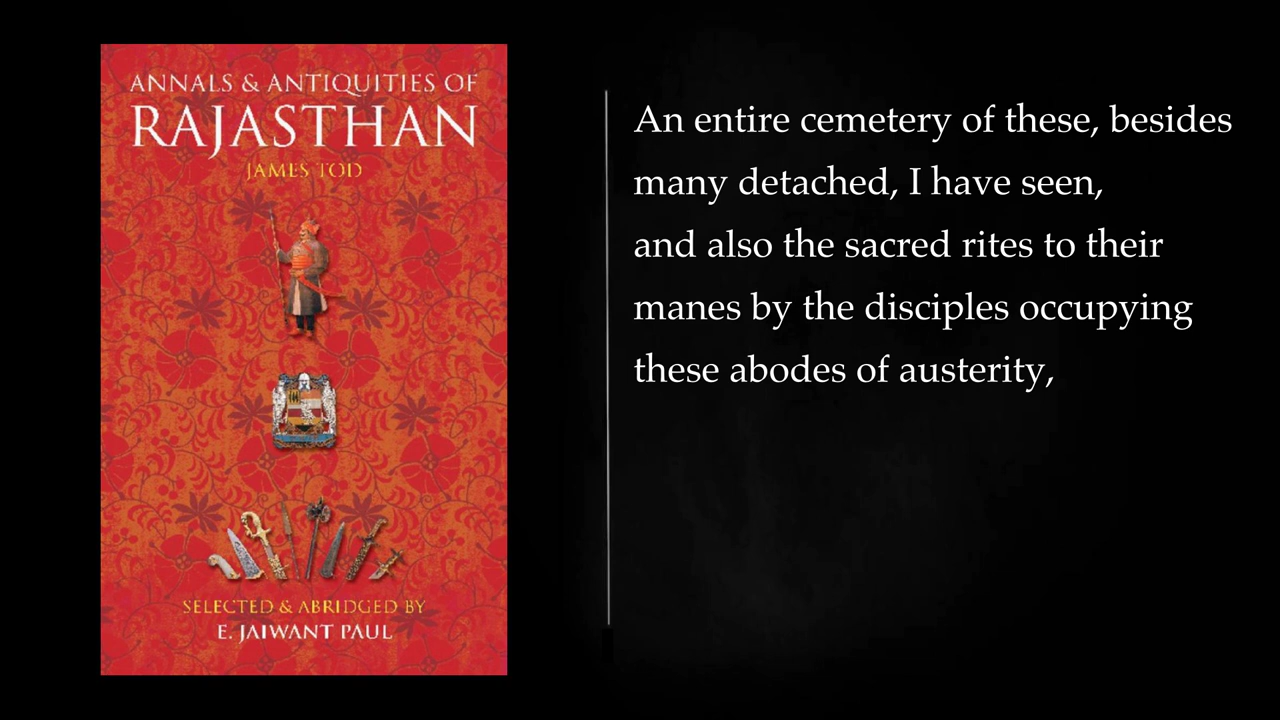 ANNALS & ANTIQUITIES OF
RAJASTHAN
JAMES TOD
SELECTED & ABRIDGED BY
E. JAIWANT PAUL
An entire cemetery of these, besides
many detached, I have seen,
and also the sacred rites to their
manes by the disciples occupying
these abodes of austerity,